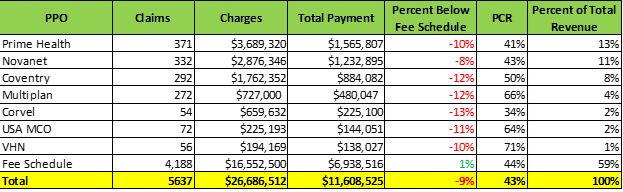 PPO Claims Charges Total Payment Percent Below Fee Schedule PCR Percent of Total Revenue
Prime Health 371 $3,689,320 $1,565,807 -10% 41% 13%
Novanet 332 $2,876,346 $1,232,895 -8% 43% 11%
Coventry 292 $1,762,352 $884,082 -12% 50% 8%
Multiplan 272 $727,000 $480,047 -12% 66% 4%
Corvel 54 $659,632 $225,100 -13% 34% 2%
USA MCO 72 $225,193 $144,051 -11% 64% 2%
VHN 56 $194,169 $138,027 -10% 71% 1%
Fee Schedule 4,188 $16,552,500 $6,938,516 1% 44% 59%
Total 5637 $26,686,512 $11,608,525 -9% 43% 100%